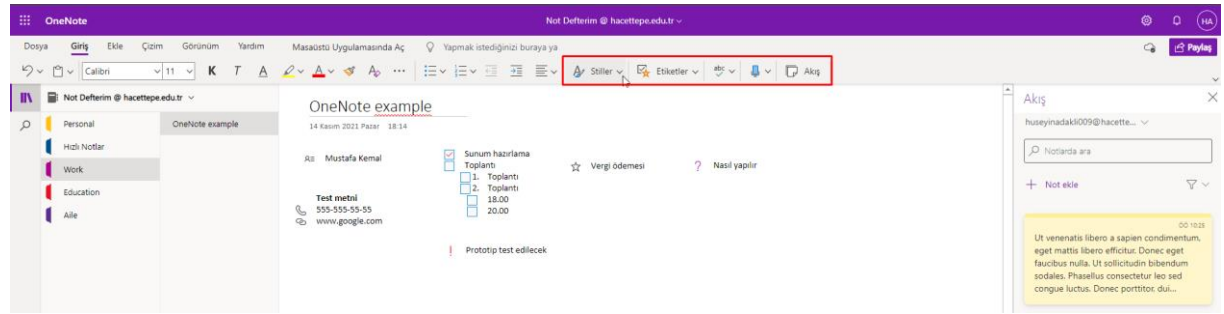 OneNote
Not Defterim @ hacettepe.edu.tr
HA
Dosya Giriş Ekle Çizim Görünüm Yardım Masaüstü Uygulamasında Aç Yapmak istediğinizi buraya ya
Paylaş
Calibri 11 K T A A A ... Stiller Etiketler abc Akış
Not Defterim @ hacettepe.edu.tr
Personal
Hızlı Notlar
Work
Education
Aile
OneNote example
OneNote example
14 Kasım 2021 Pazar 18:14
Mustafa Kemal
Test metni
555-555-55-55
www.google.com
Sunum hazırlama
Toplantı
1. Toplantı
2. Toplantı
18.00
20.00
Prototip test edilecek
Vergi ödemesi
? Nasıl yapılır
Akış
huseyinadakli009@hacette...
Notlarda ara
+ Not ekle
ÖÖ 10:25
Ut venenatis libero a sapien condimentum,
eget mattis libero efficitur. Donec eget
faucibus nulla. Ut sollicitudin bibendum
sodales. Phasellus consectetur leo sed
congue luctus. Donec porttitor, dui...